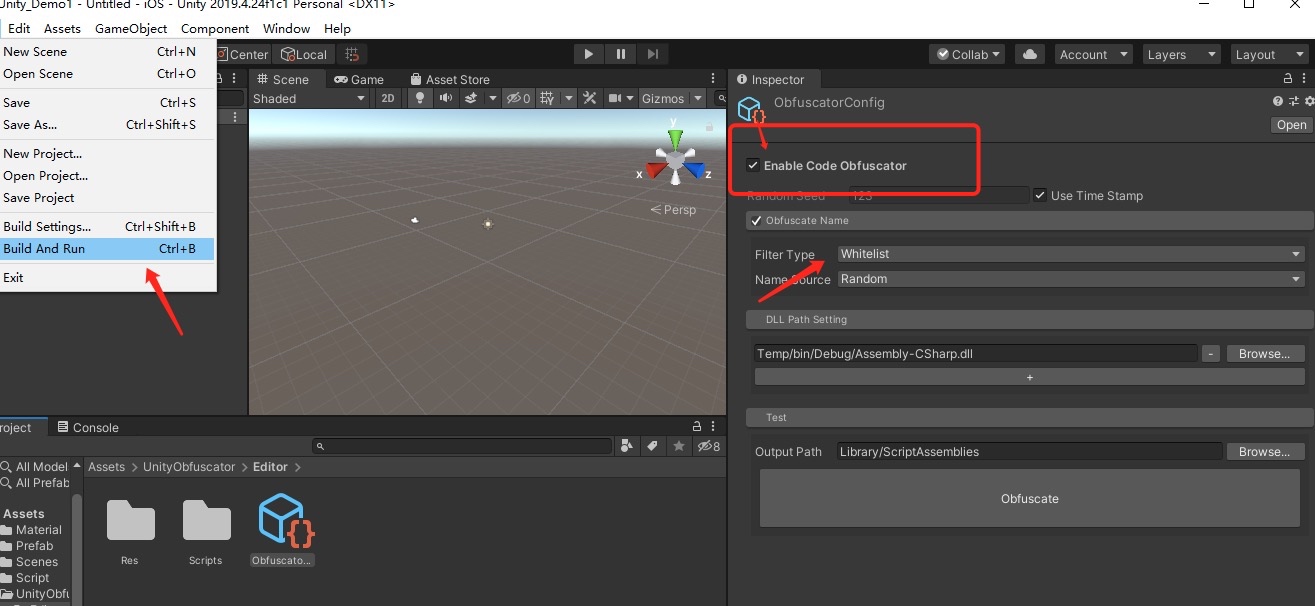 Unity_Demo1 - Untitled - iOS - Unity 2019.4.24f1c1 Personal <DX11>
Edit Assets GameObject Component Window Help
New Scene Ctrl+N
Open Scene Ctrl+O
Save Ctrl+S
Save As... Ctrl+Shift+S
New Project...
Open Project...
Save Project
Build Settings... Ctrl+Shift+B
Build And Run Ctrl+B
Exit
Center Local
Collab Account Layers Layout
Scene Game Asset Store
Shaded 2D 0 Gizmos
y
x
z
Persp
Inspector
ObfuscatorConfig
Open
Enable Code Obfuscator
Random Seed 123 Use Time Stamp
Obfuscate Name
Filter Type Whitelist
Name Source Random
DLL Path Setting
Temp/bin/Debug/Assembly-CSharp.dll - Browse...
+
Test
Output Path Library/ScriptAssemblies Browse...
Obfuscate
roject Console
8
All Model
All Prefab
Assets
Material
Prefab
Scenes
Script
UnityObfu
Assets > UnityObfuscator > Editor >
Res Scripts Obfuscato...